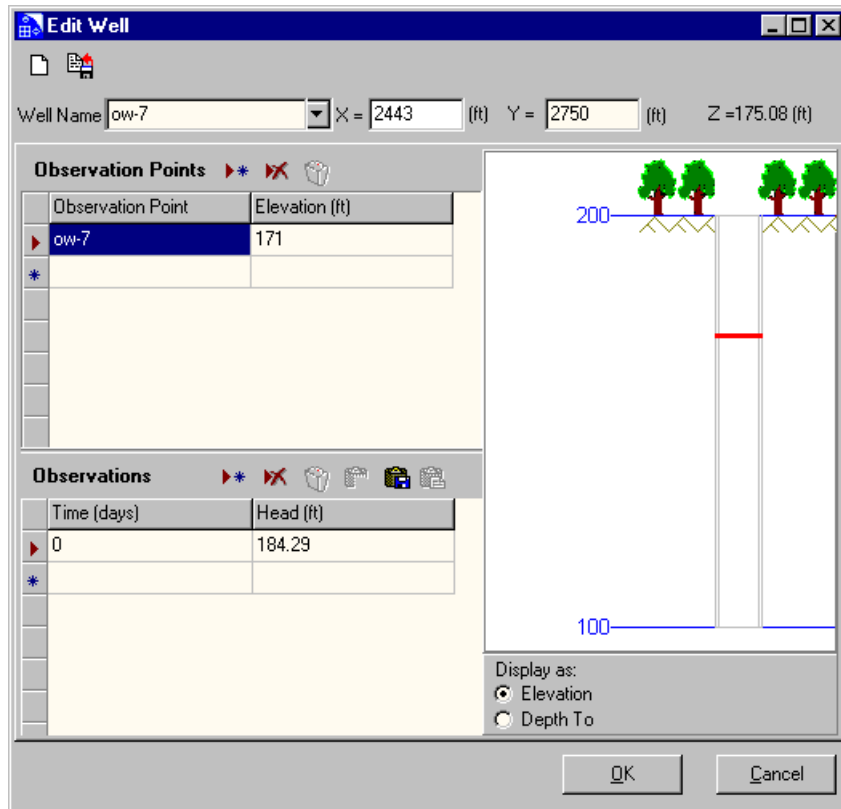 Edit Well
Well Name ow-7 X = 2443 (ft) Y = 2750 (ft) Z =175.08 (ft)
Observation Points
Observation Point Elevation (ft)
ow-7 171
200
100
Observations
Time (days) Head (ft)
0 184.29
Display as:
Elevation
Depth To
OK Cancel